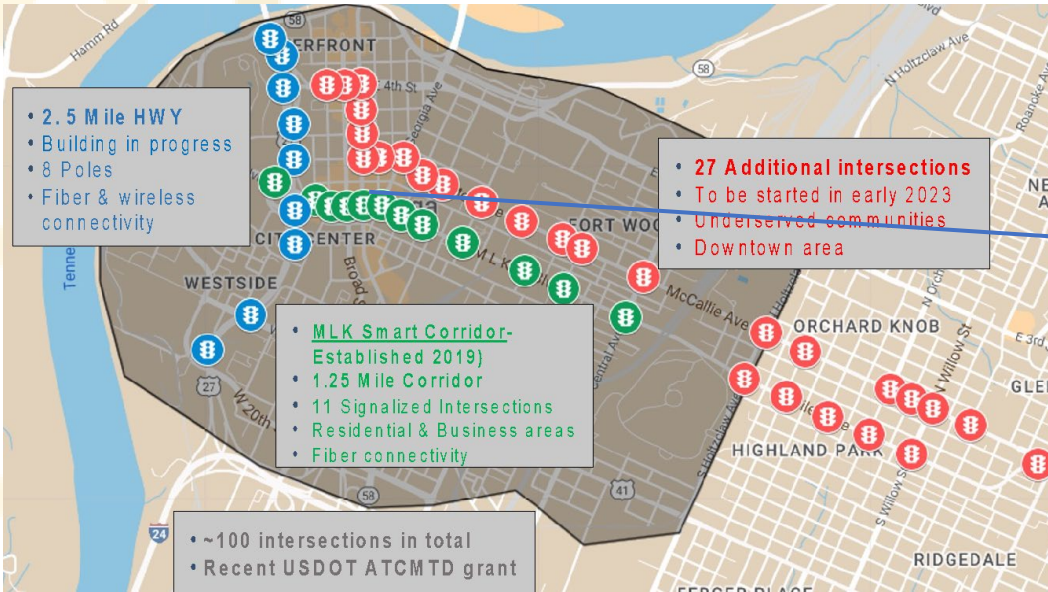 Hamm Rd
58
ERFRONT
E 4th St
Georgia Ave
58
N Holtzclaw Ave
Roanoke Ave
• 2.5 Mile HWY
• Building in progress
• 8 Poles
• Fiber & wireless
connectivity
• 27 Additional intersections
• To be started in early 2023
• Underserved communities
• Downtown area
FORT WOO
CITY CENTER
WESTSIDE
Broad
M L K
McCallie Ave
ORCHARD KNOB
E 3rd
N Willow St
Central Ave
• MLK Smart Corridor-
Established 2019)
• 1.25 Mile Corridor
• 11 Signalized Intersections
• Residential & Business areas
• Fiber connectivity
27
W 20th
S Holtzclaw Ave
HIGHLAND PARK
GLE
S Willow St
41
58
24
• ~100 intersections in total
• Recent USDOT ATCMTD grant
RIDGEDALE
FERGER PLACE